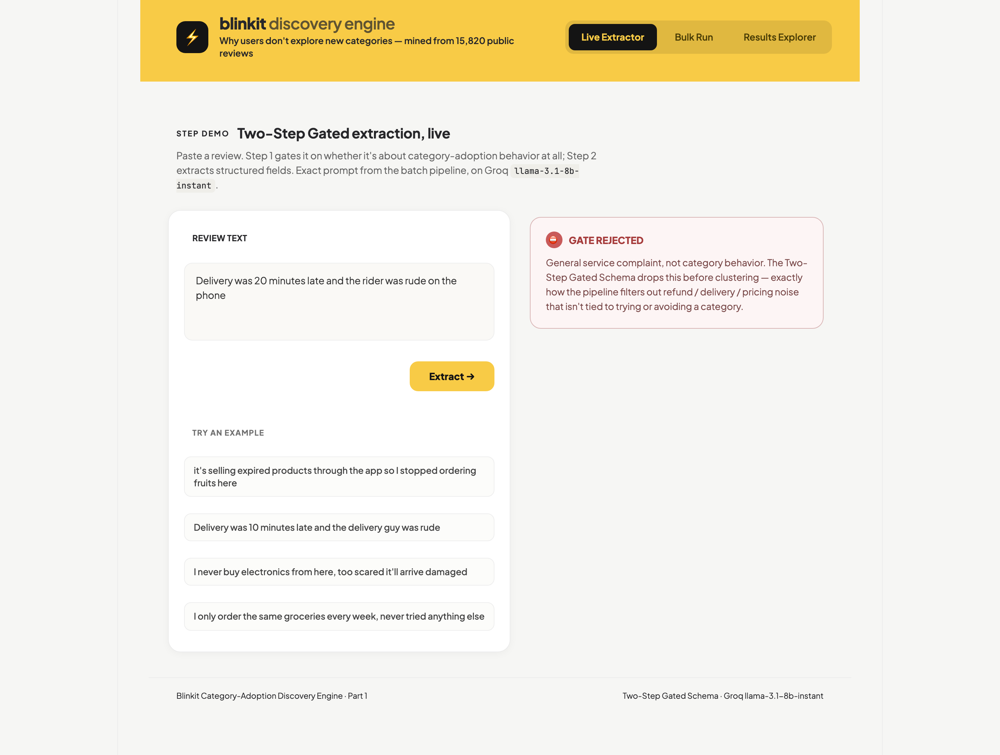 blinkit discovery engine
Why users don't explore new categories — mined from 15,820 public
reviews
Live Extractor
Bulk Run
Results Explorer
STEP DEMO Two-Step Gated extraction, live
Paste a review. Step 1 gates it on whether it's about category-adoption behavior at all; Step 2
extracts structured fields. Exact prompt from the batch pipeline, on Groq llama-3.1-8b-
instant .
REVIEW TEXT
Delivery was 20 minutes late and the rider was rude on the
phone
Extract →
TRY AN EXAMPLE
it's selling expired products through the app so I stopped ordering
fruits here
Delivery was 10 minutes late and the delivery guy was rude
I never buy electronics from here, too scared it'll arrive damaged
I only order the same groceries every week, never tried anything else
GATE REJECTED
General service complaint, not category behavior. The Two-
Step Gated Schema drops this before clustering — exactly
how the pipeline filters out refund / delivery / pricing noise
that isn't tied to trying or avoiding a category.
Blinkit Category-Adoption Discovery Engine · Part 1
Two-Step Gated Schema · Groq llama-3.1-8b-instant